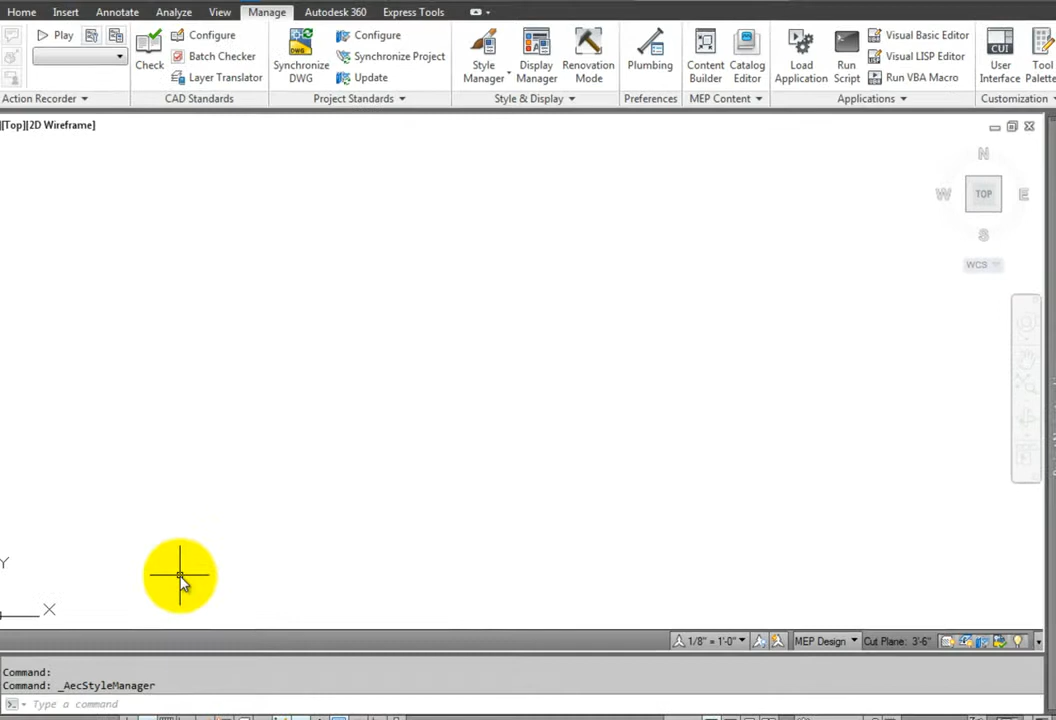 Home Insert Annotate Analyze View Manage Autodesk 360 Express Tools
Play
Action Recorder
Check
Configure
Batch Checker
Layer Translator
CAD Standards
DWG
Synchronize
DWG
Configure
Synchronize Project
Update
Project Standards
Style
Manager
Display
Manager
Renovation
Mode
Style & Display
Plumbing
Preferences
Content
Builder
Catalog
Editor
MEP Content
Load
Application
Run
Script
Visual Basic Editor
Visual LISP Editor
Run VBA Macro
Applications
CUI
User
Interface
Tool
Palette
Customization
[Top][2D Wireframe]
N
W TOP E
S
WCS
Y
X
1/8" = 1'-0" MEP Design Cut Plane: 3'-6"
Command:
Command: _AecStyleManager
Type a command